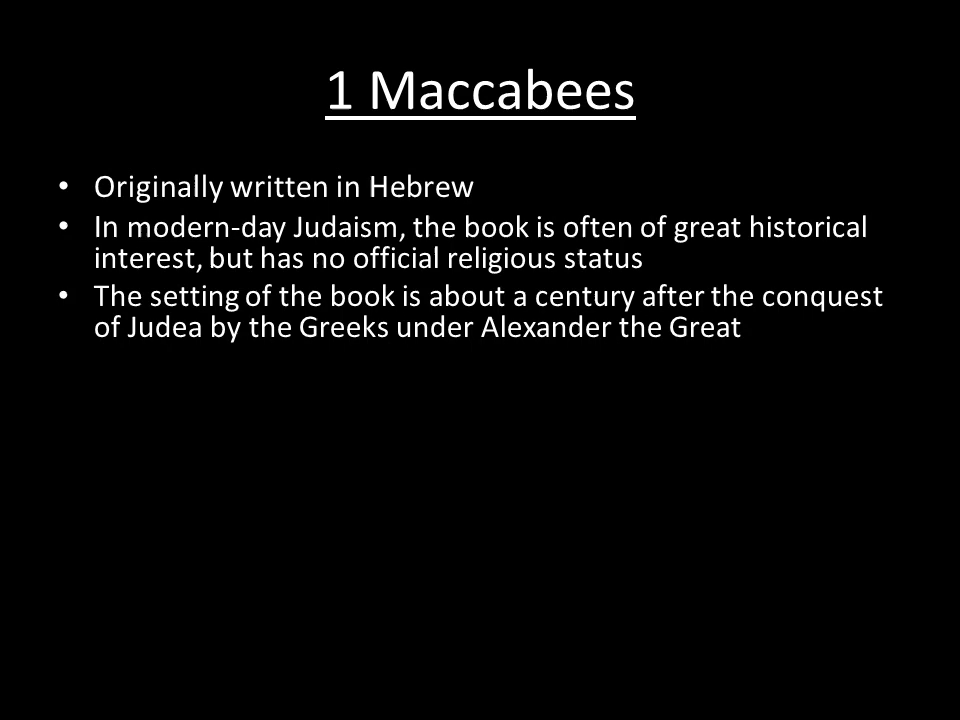 1 Maccabees
• Originally written in Hebrew
• In modern-day Judaism, the book is often of great historical
interest, but has no official religious status
• The setting of the book is about a century after the conquest
of Judea by the Greeks under Alexander the Great